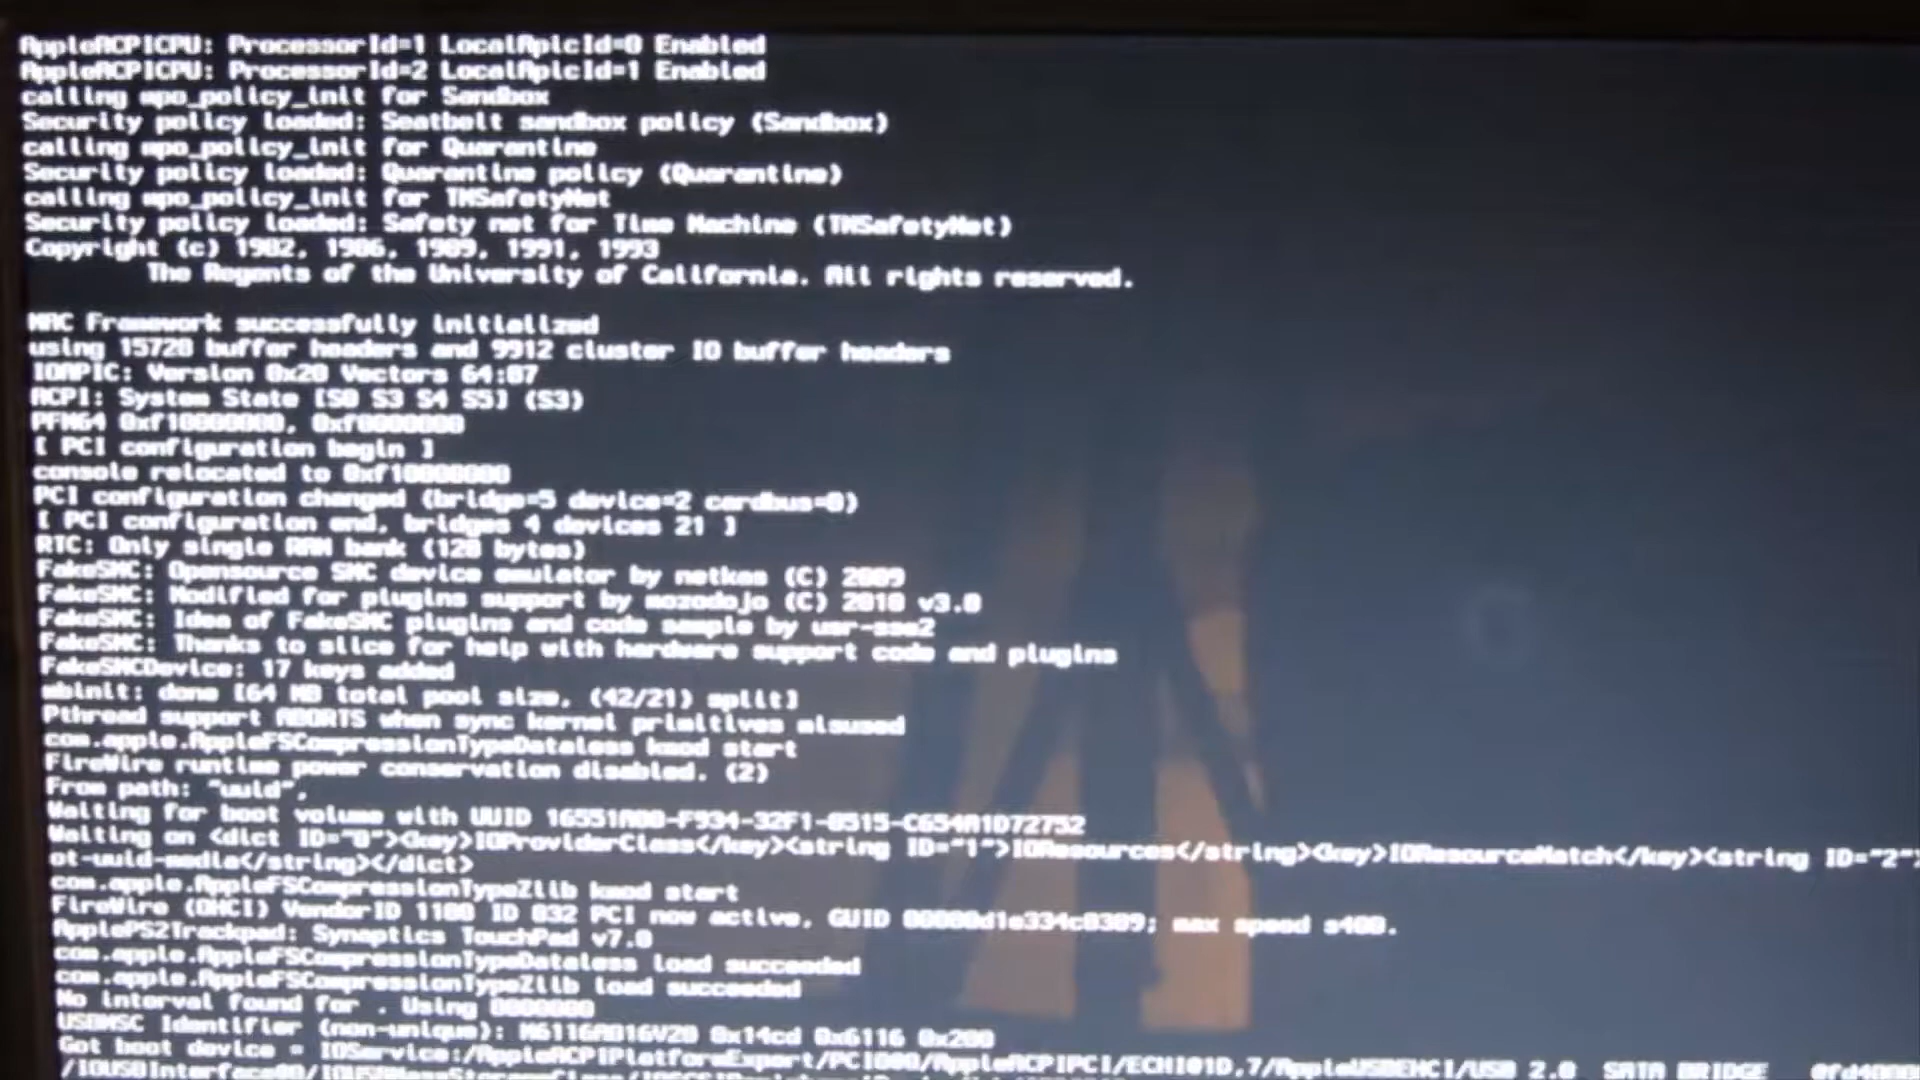 AppleACPICPU: ProcessorId=1 LocalApicId=0 Enabled
AppleACPICPU: ProcessorId=2 LocalApicId=1 Enabled
calling mpo_policy_init for Sandbox
Security policy loaded: Seatbelt sandbox policy (Sandbox)
calling mpo_policy_init for Quarantine
Security policy loaded: Quarantine policy (Quarantine)
calling mpo_policy_init for TMSafetyNet
Security policy loaded: Safety net for Time Machine (TMSafetyNet)
Copyright (c) 1982, 1986, 1989, 1991, 1993
The Regents of the University of California. All rights reserved.
MAC Framework successfully initialized
using 15728 buffer headers and 9912 cluster IO buffer headers
IOAPIC: Version 0x20 Vectors 64:87
ACPI: System State [S0 S3 S4 S5] (S3)
PFM64 0xf10000000, 0xf0000000
[ PCI configuration begin ]
console relocated to 0xf10000000
PCI configuration changed (bridge=5 device=2 cardbus=0)
[ PCI configuration end, bridges 4 devices 21 ]
RTC: Only single RAM bank (128 bytes)
FakeSMC: Opensource SMC device emulator by netkas (C) 2009
FakeSMC: Modified for plugins support by mozodojo (C) 2010 v3.0
FakeSMC: Idea of FakeSMC plugins and code sample by usr-sse2
FakeSMC: Thanks to slice for help with hardware support code and plugins
FakeSMCDevice: 17 keys added
mbinit: done [64 MB total pool size, (42/21) split]
Pthread support ABORTS when sync kernel primitives misused
com.apple.AppleFSCompressionTypeDataless kmod start
FireWire runtime power conservation disabled. (2)
From path: "uuid",
Waiting for boot volume with UUID 16551A08-F934-32F1-8515-C654A1D72752
Waiting on <dict ID="0"><key>IOProviderClass</key><string ID="1">IOResources</string><key>IOResourceMatch</key><string ID="2">
ot-uuid-media</string></dict>
com.apple.AppleFSCompressionTypeZlib kmod start
FireWire (OHCI) VendorID 1180 ID 832 PCI now active, GUID 00000d1e334c0309; max speed s400.
ApplePS2Trackpad: Synaptics TouchPad v7.0
com.apple.AppleFSCompressionTypeDataless load succeeded
com.apple.AppleFSCompressionTypeZlib load succeeded
No interval found for . Using 8000000
USBMSC Identifier (non-unique): M6116A016V20 0x14cd 0x6116 0x200
Got boot device = IOService:/AppleACPIPlatformExpert/PCI0@0/AppleACPIPCI/ECHI@1D,7/AppleUSBEHCI/USB 2.0 SATA BRIDGE